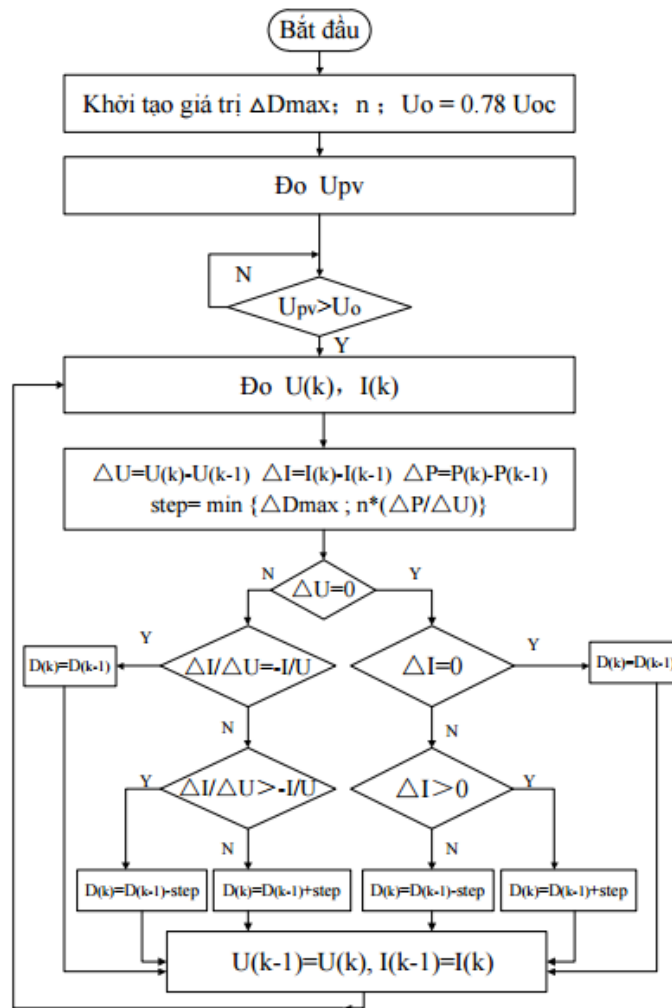 Bắt đầu
Khởi tạo giá trị △Dmax; n ; Uo = 0.78 Uoc
Đo Upv
N
Upv>Uo
Y
Đo U(k), I(k)
△U=U(k)-U(k-1) △I=I(k)-I(k-1) △P=P(k)-P(k-1)
step= min {△Dmax ; n*(△P/△U)}
N
Y
△U=0
Y
Y
D(k)=D(k-1)
△I/△U=-I/U
△I=0
D(k)=D(k-1)
N
N
Y
△I/△U>-I/U
△I>0
Y
N
N
D(k)=D(k-1)-step
D(k)=D(k-1)+step
D(k)=D(k-1)-step
D(k)=D(k-1)+step
U(k-1)=U(k), I(k-1)=I(k)